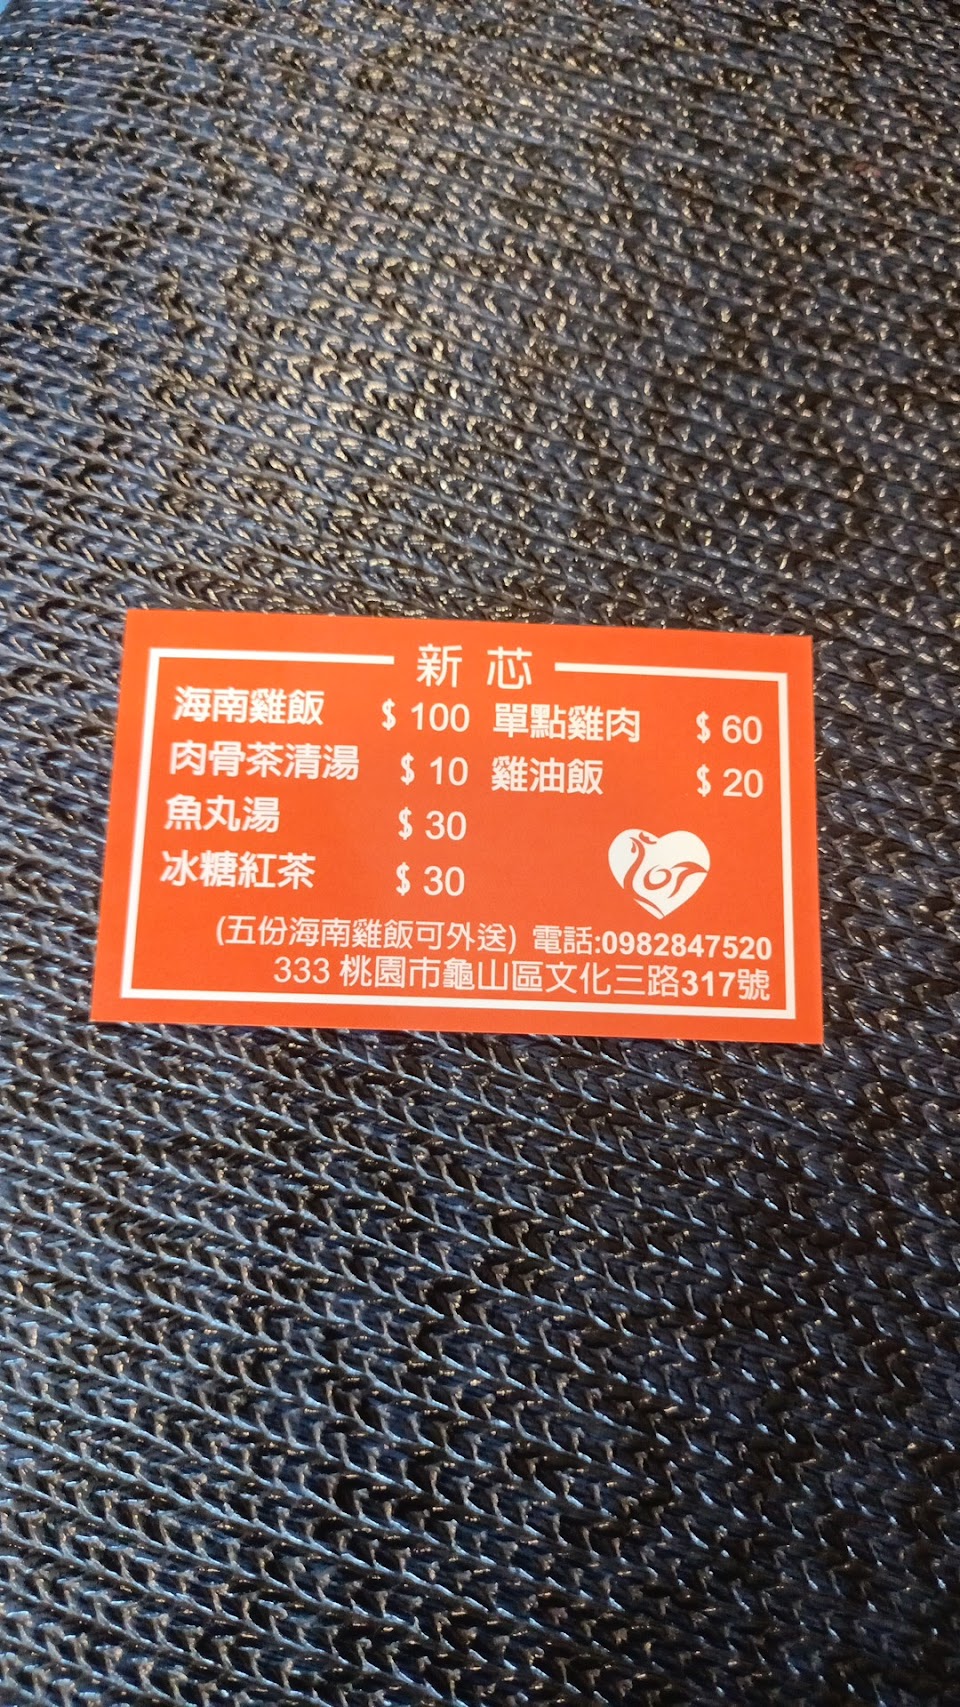 新芯
海南雞飯 $ 100 單點雞肉 $ 60
肉骨茶清湯 $ 10 雞油飯 $ 20
魚丸湯 $ 30
冰糖紅茶 $ 30
(五份海南雞飯可外送) 電話:0982847520
333 桃園市龜山區文化三路317號